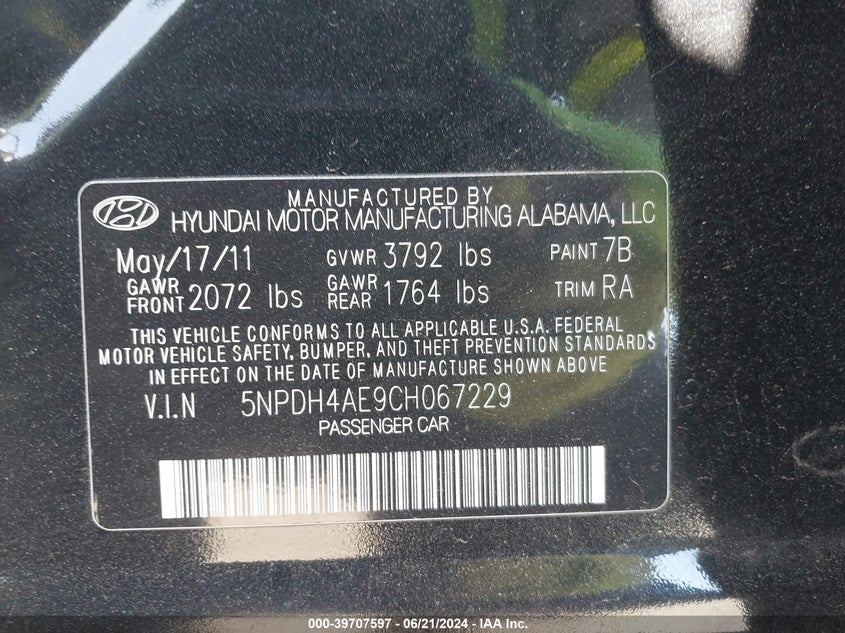 MANUFACTURED BY
HYUNDAI MOTOR MANUFACTURING ALABAMA, LLC
May/17/11 GVWR 3792 lbs PAINT 7B
GAWR FRONT 2072 lbs GAWR REAR 1764 lbs TRIM RA
THIS VEHICLE CONFORMS TO ALL APPLICABLE U.S.A. FEDERAL
MOTOR VEHICLE SAFETY, BUMPER, AND THEFT PREVENTION STANDARDS
IN EFFECT ON THE DATE OF MANUFACTURE SHOWN ABOVE
V.I.N 5NPDH4AE9CH067229
PASSENGER CAR
000-39707597 - 06/21/2024 - IAA Inc.